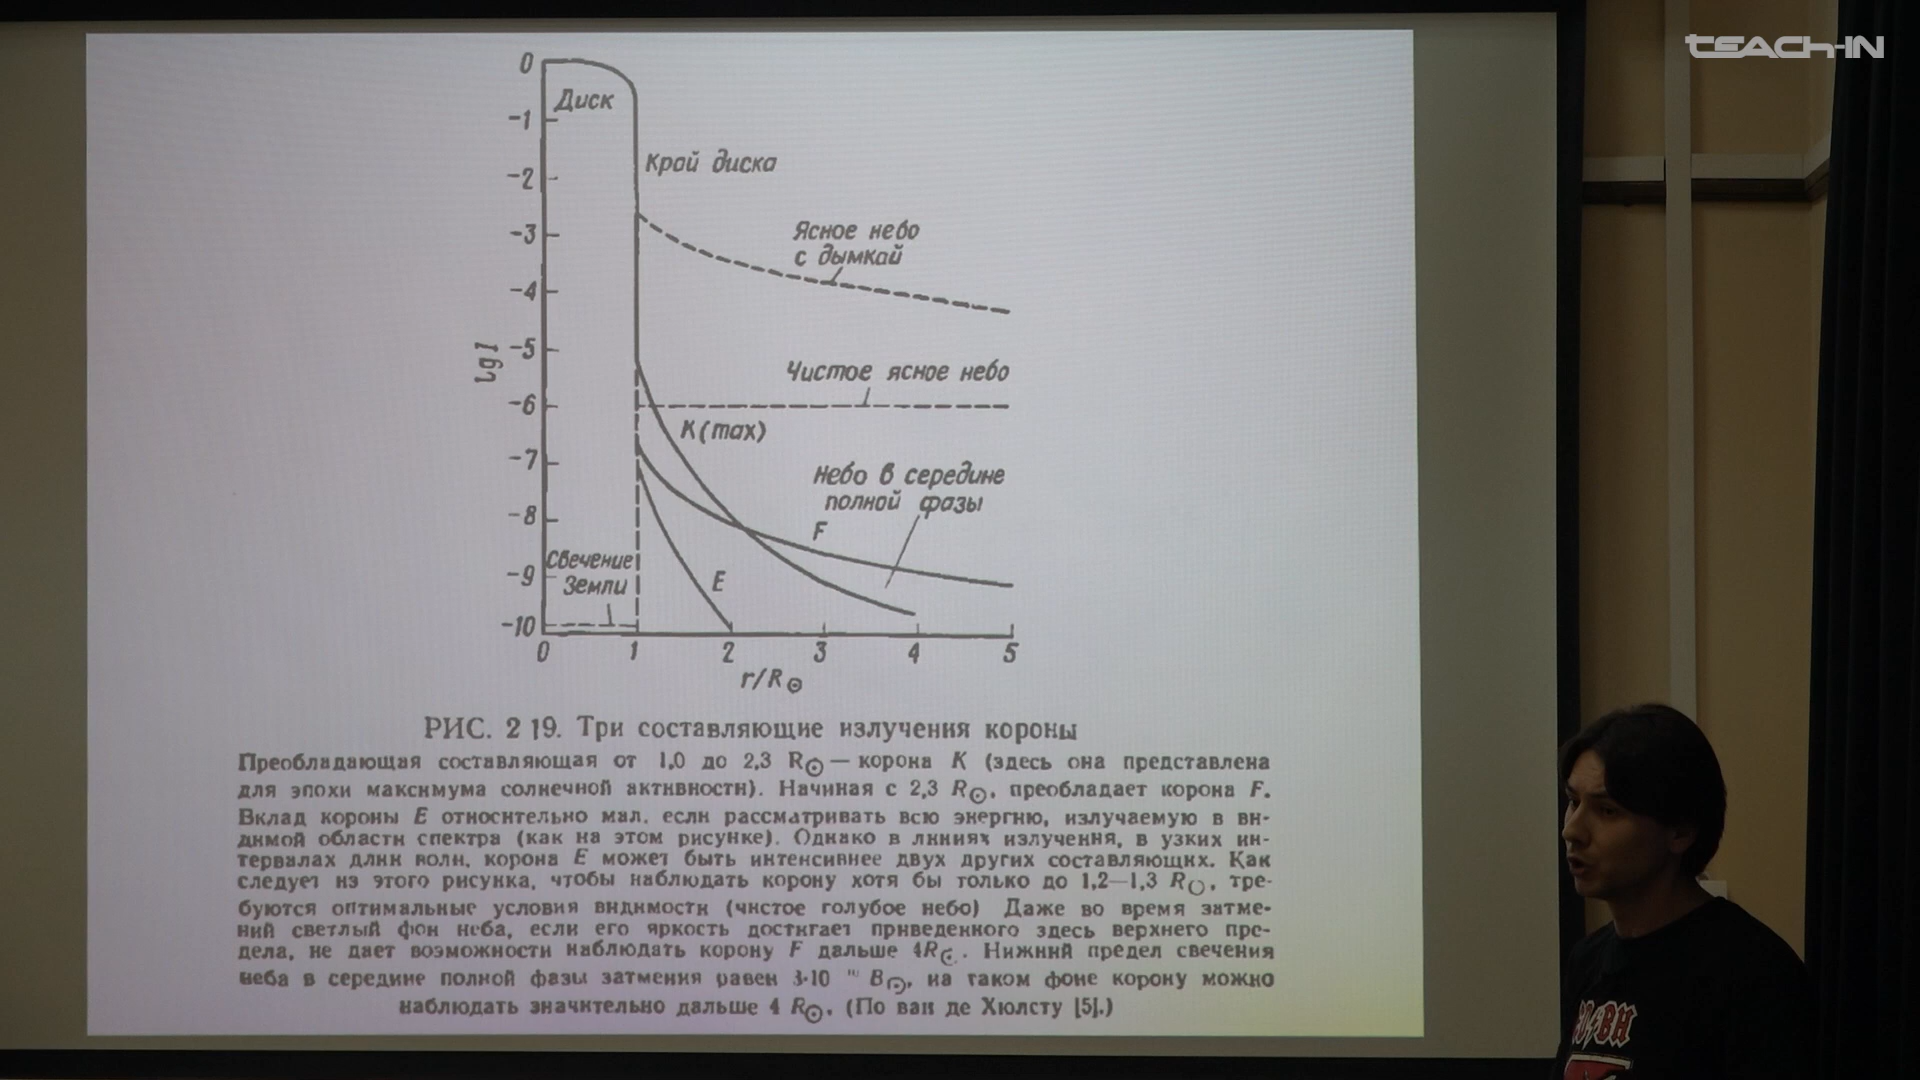 TEACH-IN
0
Диск
-1
Край диска
-2
-3
Ясное небо
с дымкой
-4
-5
lg I
Чистое ясное небо
-6
K(max)
-7
Небо в середине
полной фазы
-8
F
Свечение
Земли
-9
E
-10
0 1 2 3 4 5
r/R☉
РИС. 2 19. Три составляющие излучения короны
Преобладающая составляющая от 1,0 до 2,3 R☉ — корона K (здесь она представлена
для эпохи максимума солнечной активности). Начиная с 2,3 R☉, преобладает корона F.
Вклад короны E относительно мал, если рассматривать всю энергию, излучаемую в ви-
димой области спектра (как на этом рисунке). Однако в линиях излучения, в узких ин-
тервалах длин волн, корона E может быть интенсивнее двух других составляющих. Как
следует из этого рисунка, чтобы наблюдать корону хотя бы только до 1,2—1,3 R☉, тре-
буются оптимальные условия видимости (чистое голубое небо) Даже во время затме-
ний светлый фон неба, если его яркость достигает приведенного здесь верхнего пре-
дела, не дает возможности наблюдать корону F дальше 4R☉. Нижний предел свечения
неба в середине полной фазы затмения равен 3·10 B☉, на таком фоне корону можно
наблюдать значительно дальше 4 R☉. (По ван де Хюлсту [5].)